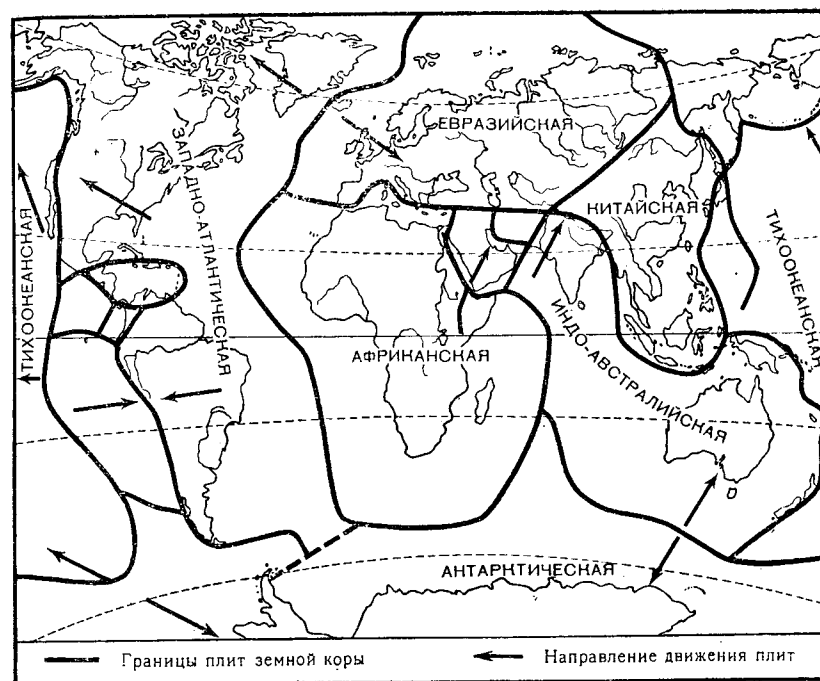 ЕВРАЗИЙСКАЯ
ЗАПАДНО-АТЛАНТИЧЕСКАЯ
КИТАЙСКАЯ
ТИХООКЕАНСКАЯ
ТИХООКЕАНСКАЯ
АФРИКАНСКАЯ
ИНДО-АВСТРАЛИЙСКАЯ
АНТАРКТИЧЕСКАЯ
Границы плит земной коры
Направление движения плит